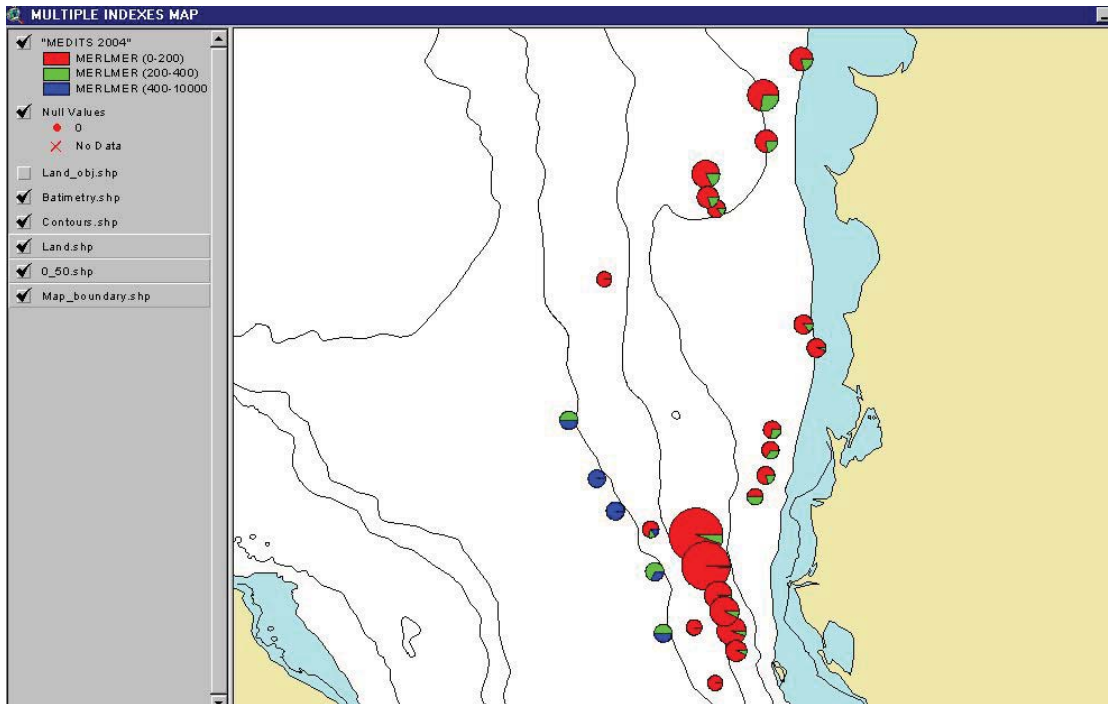 MULTIPLE INDEXES MAP
"MEDITS 2004"
MERLMER (0-200)
MERLMER (200-400)
MERLMER (400-10000
Null Values
0
No Data
Land_obj.shp
Batimetry.shp
Contours.shp
Land.shp
0_50.shp
Map_boundary.shp